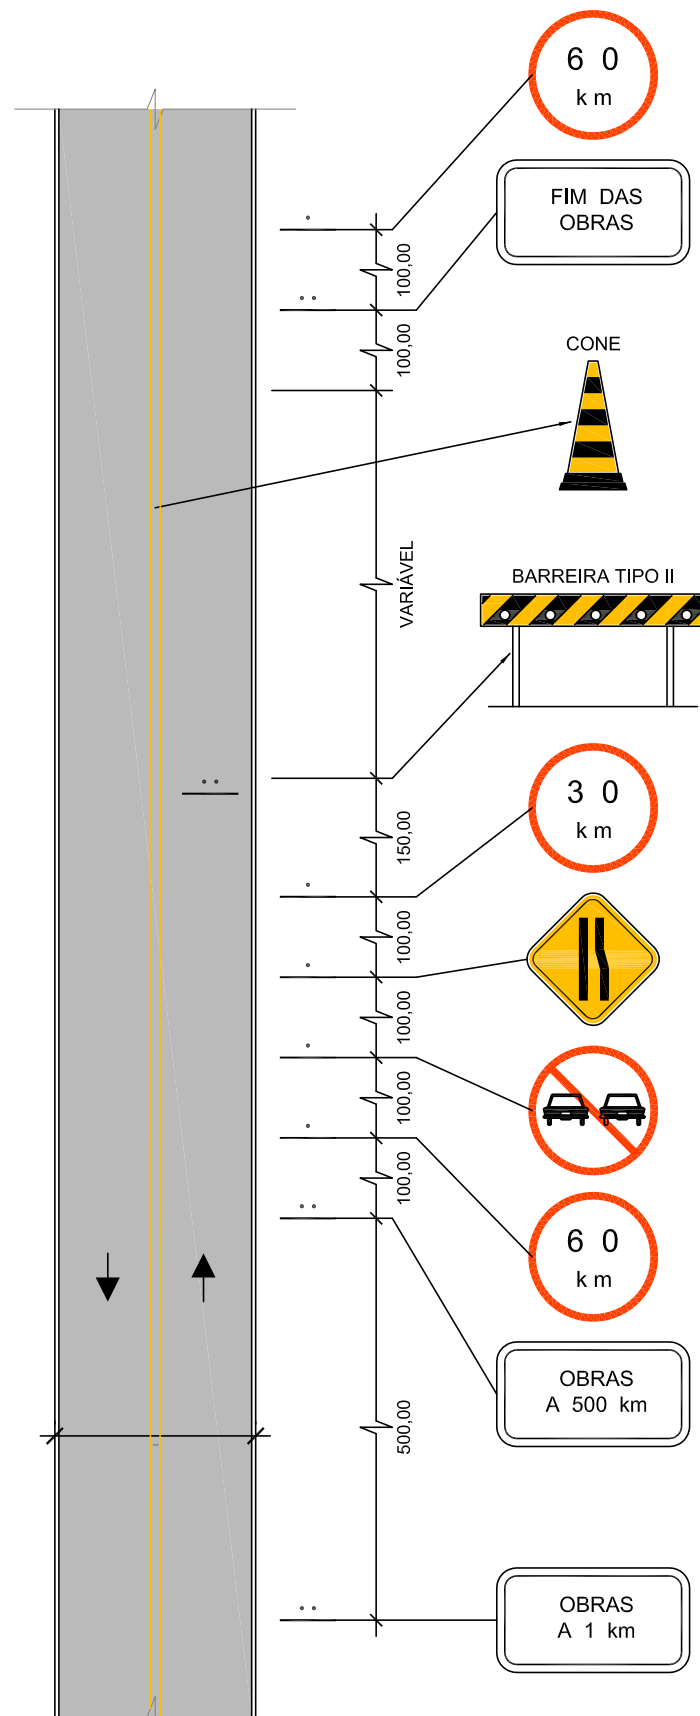 6 0
k m
FIM DAS
OBRAS
100,00
100,00
CONE
VARIÁVEL
BARREIRA TIPO II
3 0
k m
150,00
100,00
100,00
100,00
100,00
6 0
k m
OBRAS
A 500 km
500,00
OBRAS
A 1 km